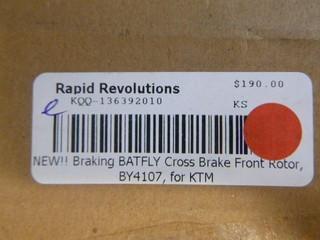 Rapid Revolutions $190.00
KQQ-136392010 KS
e
NEW!! Braking BATFLY Cross Brake Front Rotor,
BY4107, for KTM